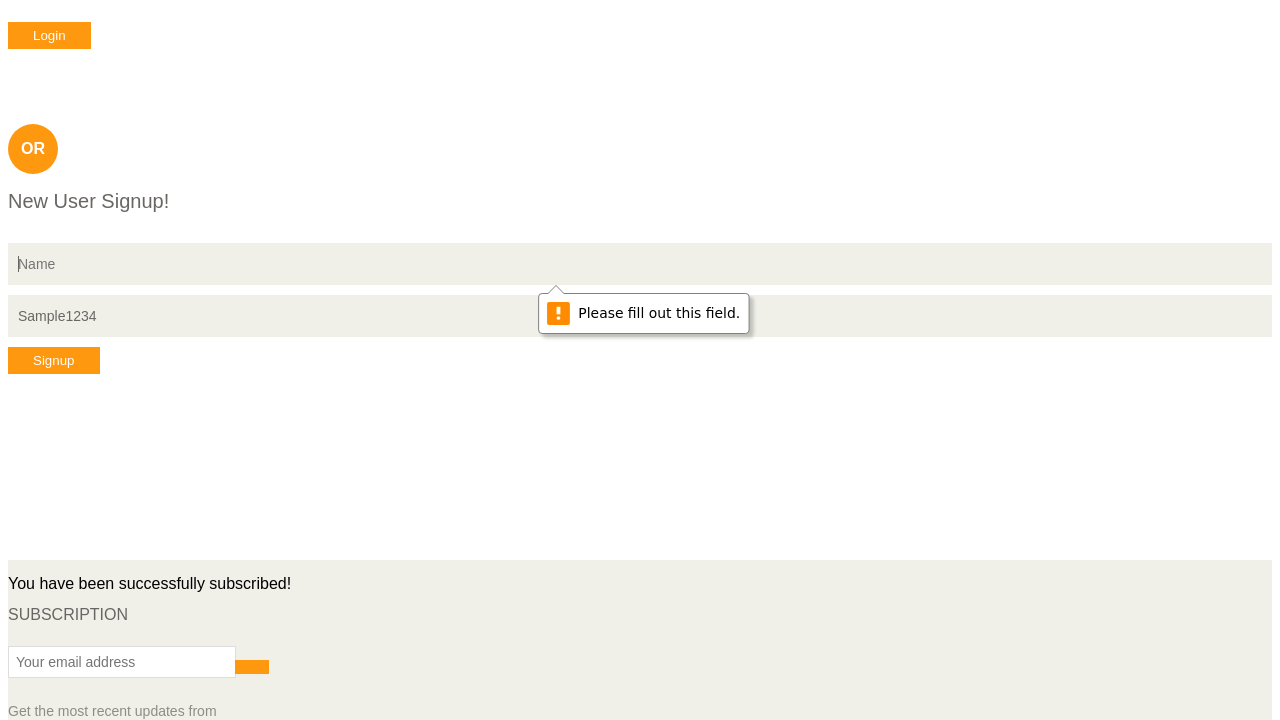 Login
OR
New User Signup!
Name
Please fill out this field.
Sample1234
Signup
You have been successfully subscribed!
SUBSCRIPTION
Your email address
Get the most recent updates from